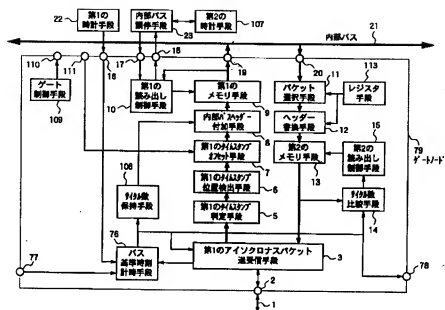 22
第1の
時計手段
内部バス
調停手段
第2の
時計手段
107
23
内部バス
21
110
111
16
17
18
19
20
ゲート
制御手段
109
第1の
読み出し
制御手段
10
第1の
メモリ手段
9
パケット
選択手段
11
113
レジスタ
手段
ヘッダー
替換手段
12
内部バスヘッダー
付加手段
8
第1のタイムスタンプ
オフセット手段
7
第2の
メモリ手段
13
第2の
読み出し
制御手段
15
79
ゲートノード
108
サイクル数
保持手段
第1のタイムスタンプ
位置検出手段
6
第1のタイムスタンプ
判定手段
5
サイクル数
比較手段
14
76
バス
基準時刻
計時手段
第1のアイソクロナスパケット
送受信手段
3
77
78
2
1